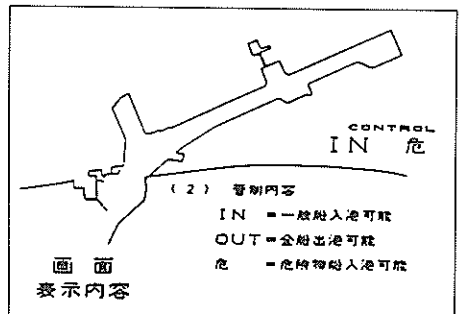 CONTROL
IN 危
(2) 管制内容
IN =一般船入港可能
OUT=全船出港可能
危 =危険物船入港可能
画面
表示内容